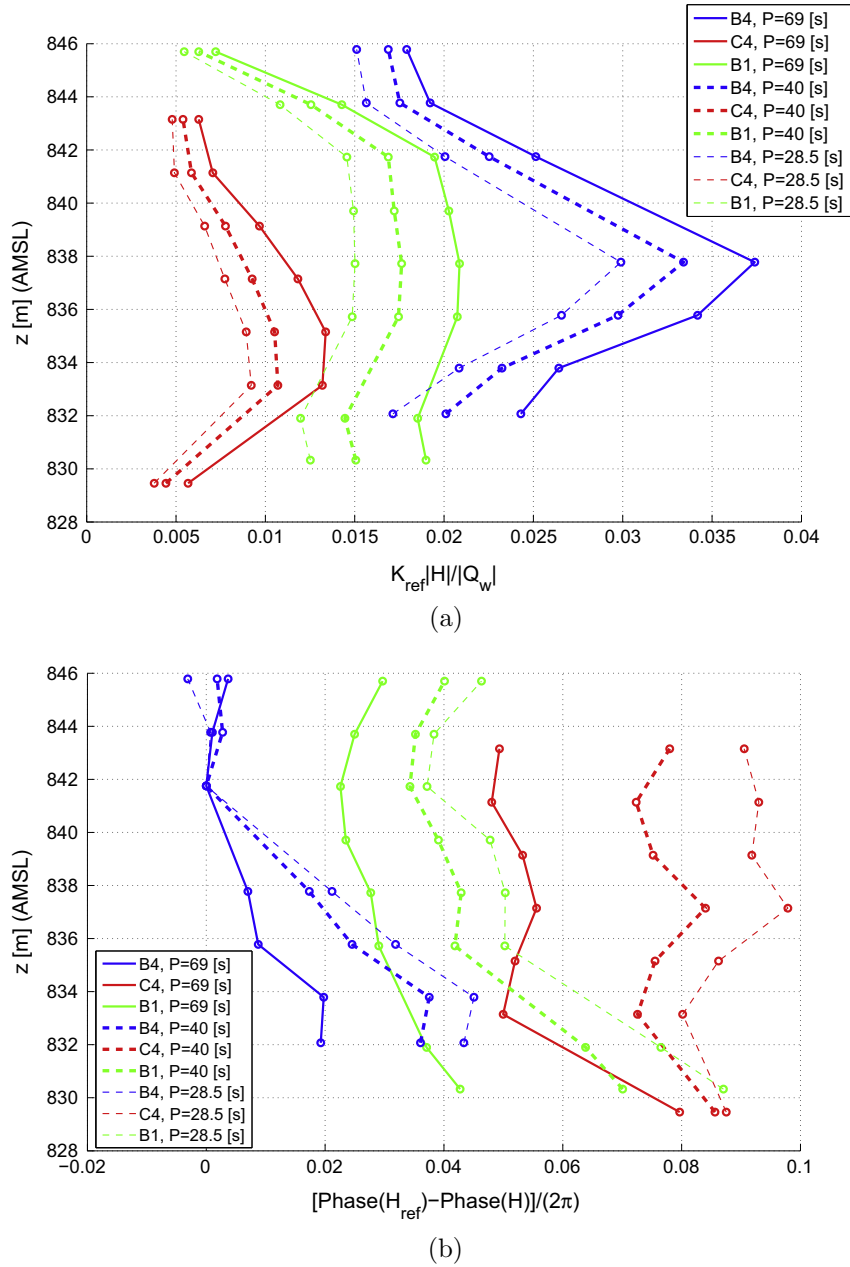 846
844
842
840
838
836
834
832
830
828
z [m] (AMSL)
0
0.005
0.01
0.015
0.02
0.025
0.03
0.035
0.04
K_ref|H|/|Q_w|
B4, P=69 [s]
C4, P=69 [s]
B1, P=69 [s]
B4, P=40 [s]
C4, P=40 [s]
B1, P=40 [s]
B4, P=28.5 [s]
C4, P=28.5 [s]
B1, P=28.5 [s]
(a)
846
844
842
840
838
836
834
832
830
828
z [m] (AMSL)
B4, P=69 [s]
C4, P=69 [s]
B1, P=69 [s]
B4, P=40 [s]
C4, P=40 [s]
B1, P=40 [s]
B4, P=28.5 [s]
C4, P=28.5 [s]
B1, P=28.5 [s]
−0.02
0
0.02
0.04
0.06
0.08
0.1
[Phase(H_ref)−Phase(H)]/(2π)
(b)